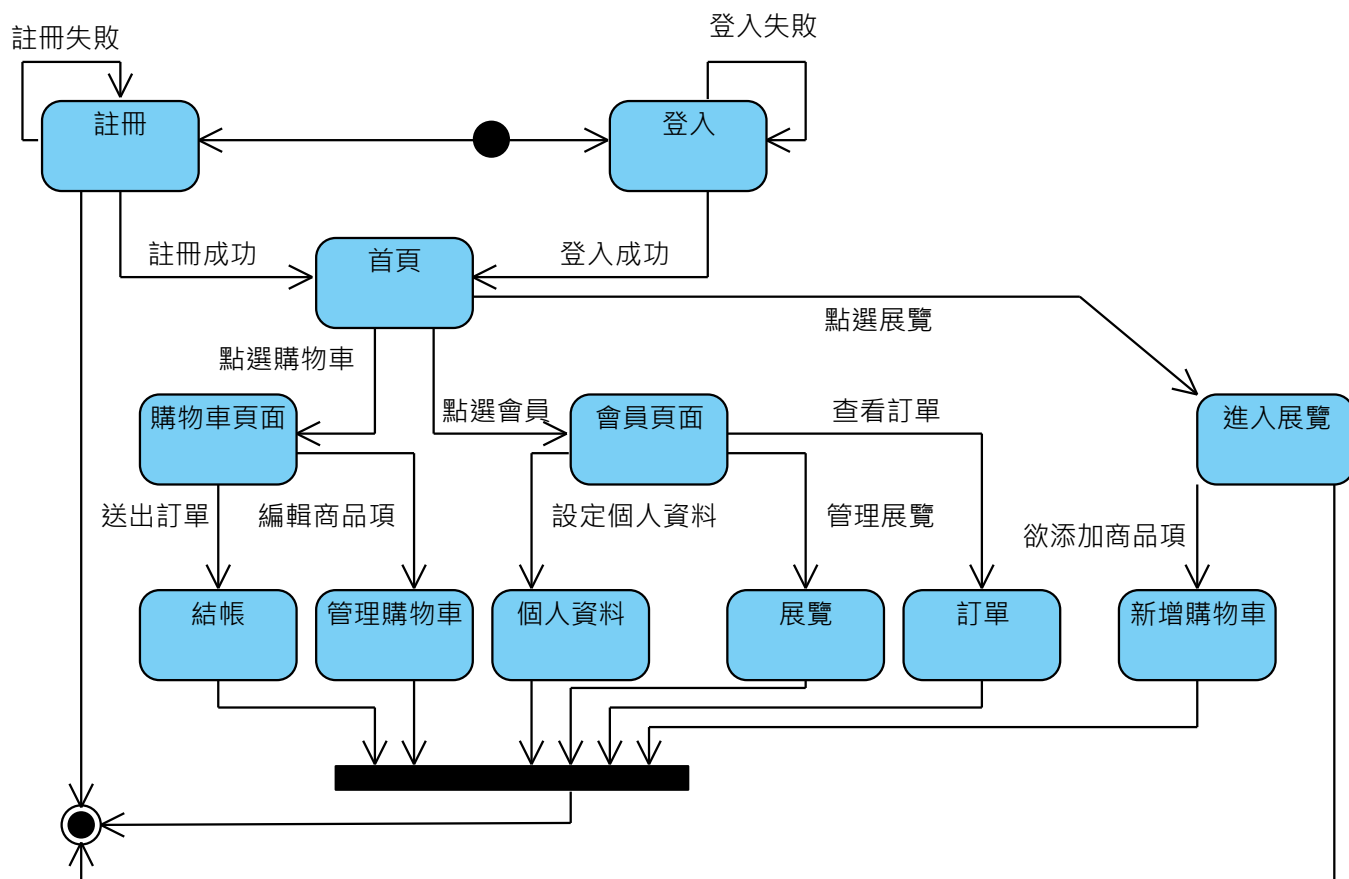 註冊失敗
登入失敗
註冊
登入
註冊成功
首頁
登入成功
點選展覽
點選購物車
購物車頁面
點選會員
會員頁面
查看訂單
進入展覽
送出訂單
編輯商品項
設定個人資料
管理展覽
欲添加商品項
結帳
管理購物車
個人資料
展覽
訂單
新增購物車